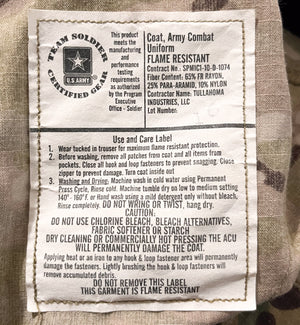 TEAM SOLDIER
U.S. ARMY
CERTIFIED GEAR
This product
meets the
manufacturing
and
performance
testing
requirements
as authorized
by the
Program
Executive
Office - Soldier
Coat, Army Combat
Uniform
FLAME RESISTANT
Contract Number: SPM1C1-10-D-1074
Fiber Content: 65% FR RAYON,
25% PARA-ARAMID, 10% NYLON
Contractor Name: TULLAHOMA
INDUSTRIES, LLC
Lot Number:
Use and Care Label
1. Wear tucked in trouser for maximum flame resistant protection.
2. Before washing, remove all patches from coat and all items from
pockets. Close all hook & loop fasteners to prevent snagging. Close
zipper to prevent damage. Turn coat inside out
3. Washing and Drying: Machine wash in cold water using Permanent
Press Cycle, Rinse cold. Machine tumble dry on low to medium setting
140°-160° f. or Hand wash using a mild detergent only without bleach,
Rinse completely. DO NOT WRING OR TWIST, hang dry.
CAUTION:
DO NOT USE CHLORINE BLEACH, BLEACH ALTERNATIVES,
FABRIC SOFTENER OR STARCH
DRY CLEANING OR COMMERCIALLY HOT PRESSING THE ACU
WILL PERMANENTLY DAMAGE THE COAT.
Applying heat or an iron to any hook & loop fastener area will permanently
damage the fasteners. Lightly brushing the hook & loop fasteners will
remove accumulated debris.
DO NOT REMOVE THIS LABEL
THIS GARMENT IS FLAME RESISTANT